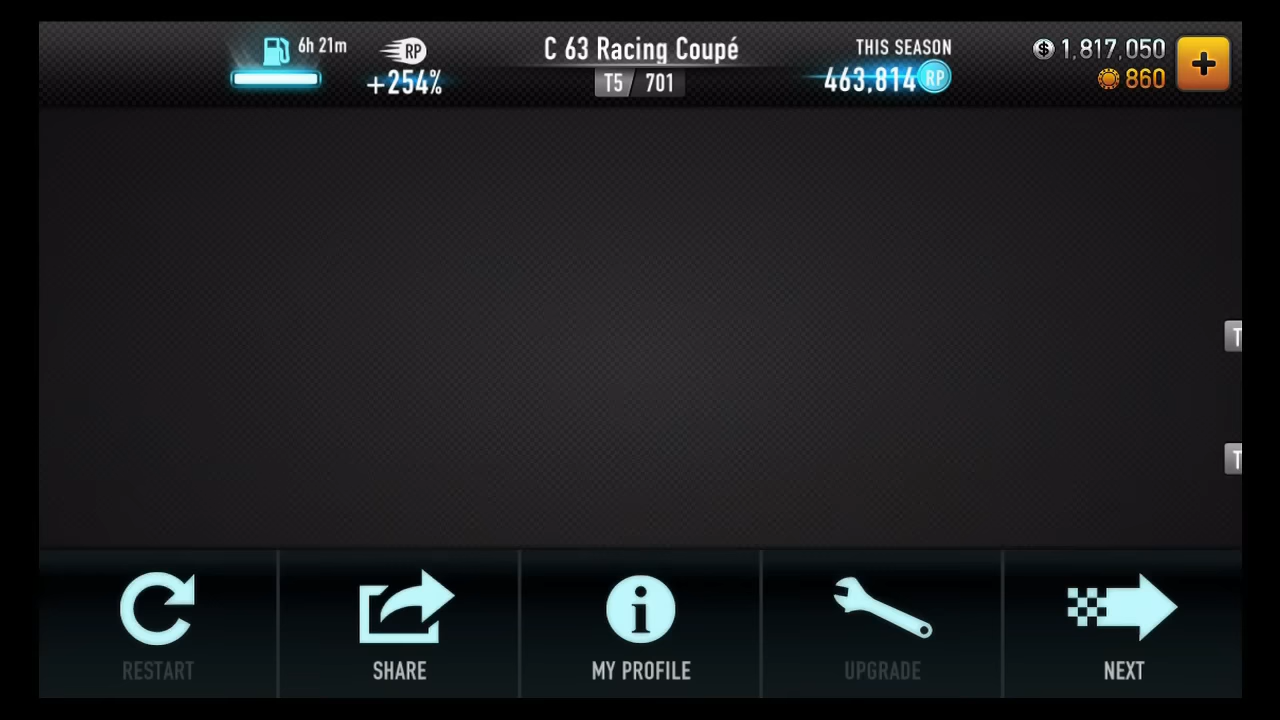 6h 21m
RP
+254%
C 63 Racing Coupé
T5 / 701
THIS SEASON
463,814 RP
$ 1,817,050
860
+
T
T
RESTART
SHARE
i
MY PROFILE
UPGRADE
NEXT